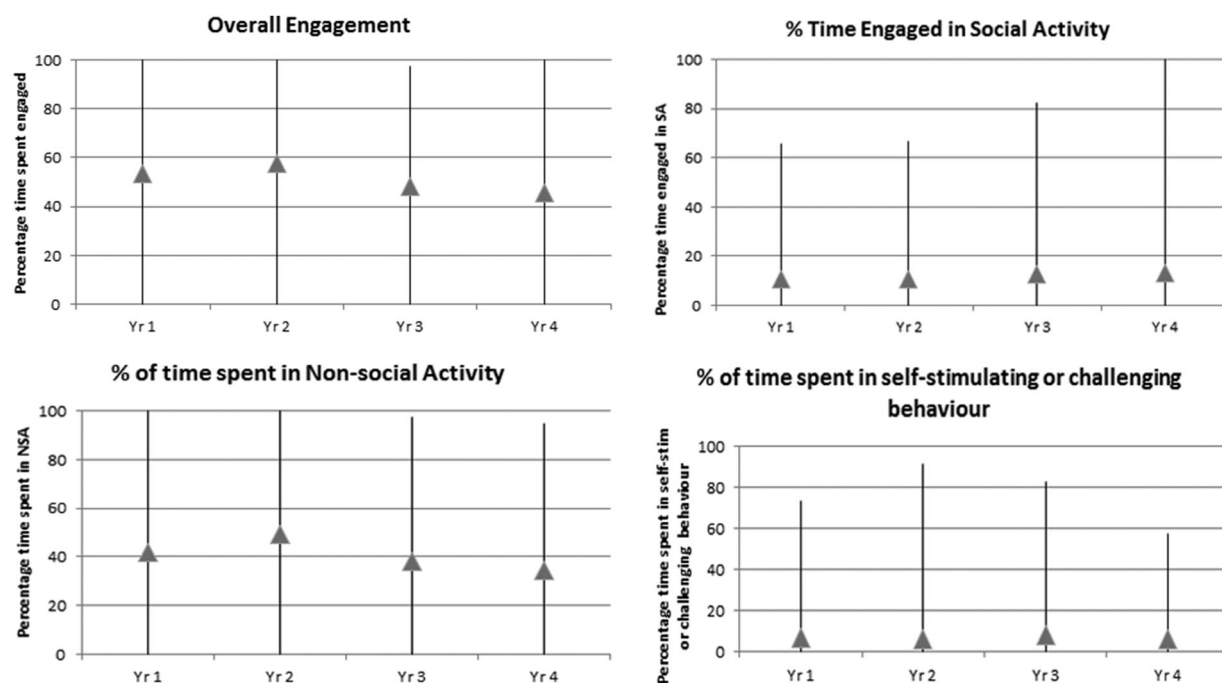 Overall Engagement
Percentage time spent engaged
100
80
60
40
20
0
Yr 1 Yr 2 Yr 3 Yr 4
% Time Engaged in Social Activity
Percentage time engaged in SA
100
80
60
40
20
0
Yr 1 Yr 2 Yr 3 Yr 4
% of time spent in Non-social Activity
Percentage time spent in NSA
100
80
60
40
20
0
Yr 1 Yr 2 Yr 3 Yr 4
% of time spent in self-stimulating or challenging
behaviour
Percentage time spent in self-stim
or challenging behaviour
100
80
60
40
20
0
Yr 1 Yr 2 Yr 3 Yr 4